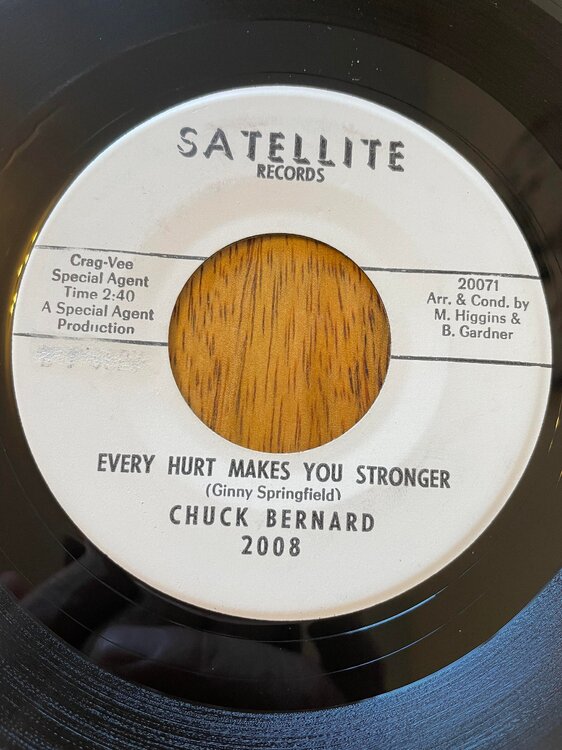 SATELLITE
RECORDS
Crag-Vee
Special Agent
Time 2:40
A Special Agent
Production
20071
Arr. & Cond. by
M. Higgins &
B. Gardner
EVERY HURT MAKES YOU STRONGER
(Ginny Springfield)
CHUCK BERNARD
2008